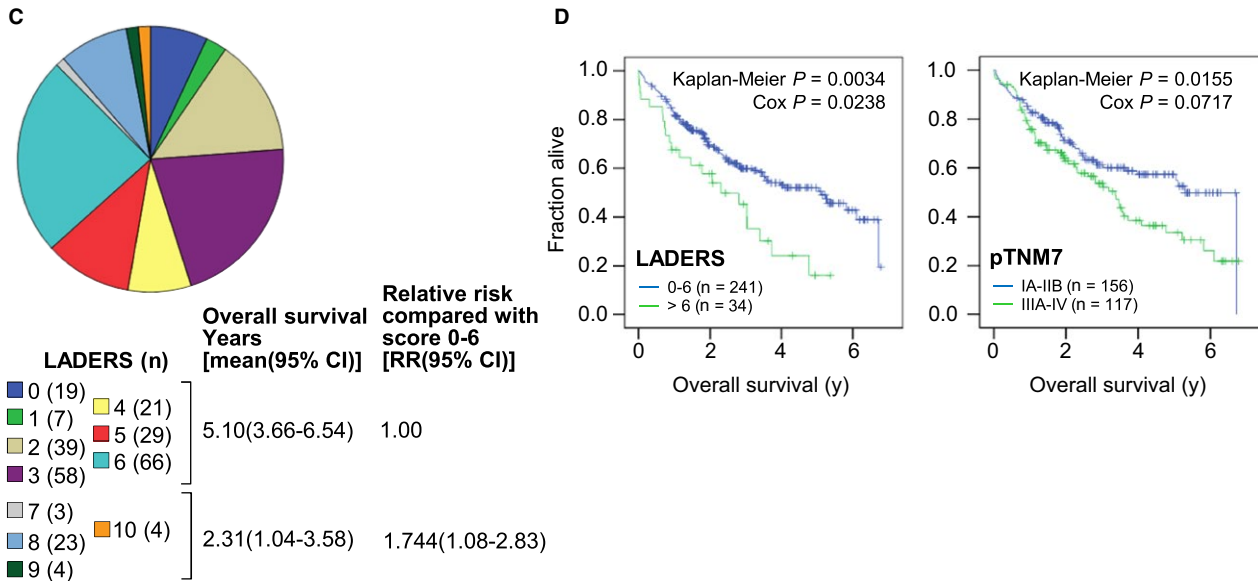 C
Overall survival
Years
[mean(95% CI)]
Relative risk
compared with
score 0-6
[RR(95% CI)]
LADERS (n)
0 (19)
1 (7)
2 (39)
3 (58)
4 (21)
5 (29)
6 (66)
5.10(3.66-6.54)
1.00
7 (3)
8 (23)
9 (4)
10 (4)
2.31(1.04-3.58)
1.744(1.08-2.83)
D
Fraction alive
1.0
0.8
0.6
0.4
0.2
0.0
Kaplan-Meier P = 0.0034
Cox P = 0.0238
LADERS
0-6 (n = 241)
> 6 (n = 34)
0 2 4 6
Overall survival (y)
1.0
0.8
0.6
0.4
0.2
0.0
Kaplan-Meier P = 0.0155
Cox P = 0.0717
pTNM7
IA-IIB (n = 156)
IIIA-IV (n = 117)
0 2 4 6
Overall survival (y)